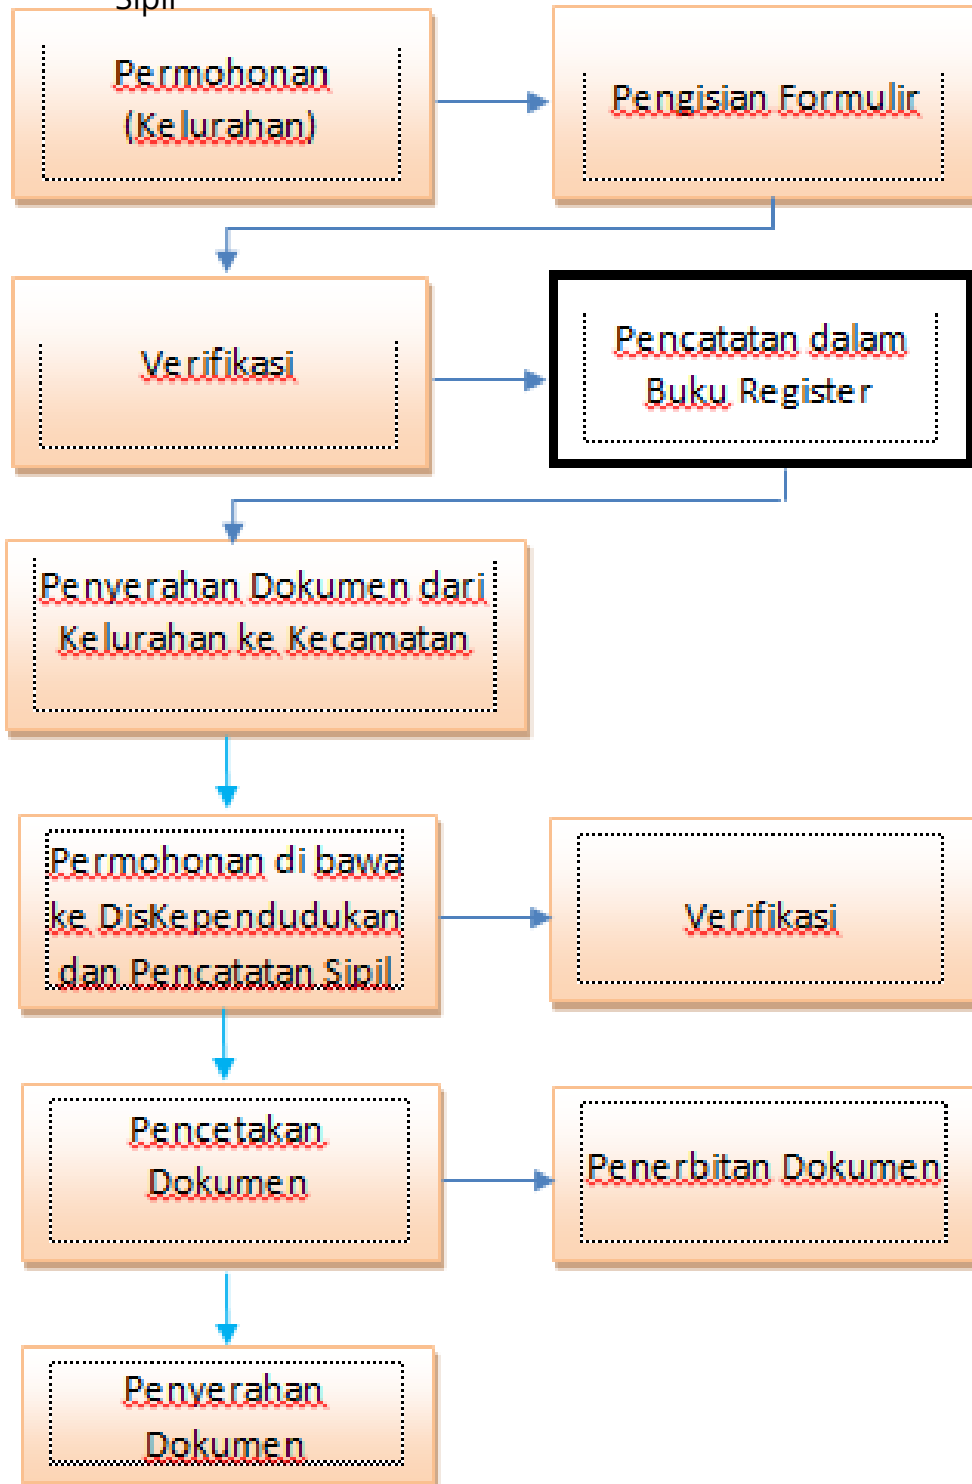 Sipil
Permohonan
(Kelurahan)
Pengisian Formulir
Verifikasi
Pencatatan dalam
Buku Register
Penyerahan Dokumen dari
Kelurahan ke Kecamatan
Permohonan di bawa
ke DisKependudukan
dan Pencatatan Sipil
Verifikasi
Pencetakan
Dokumen
Penerbitan Dokumen
Penyerahan
Dokumen